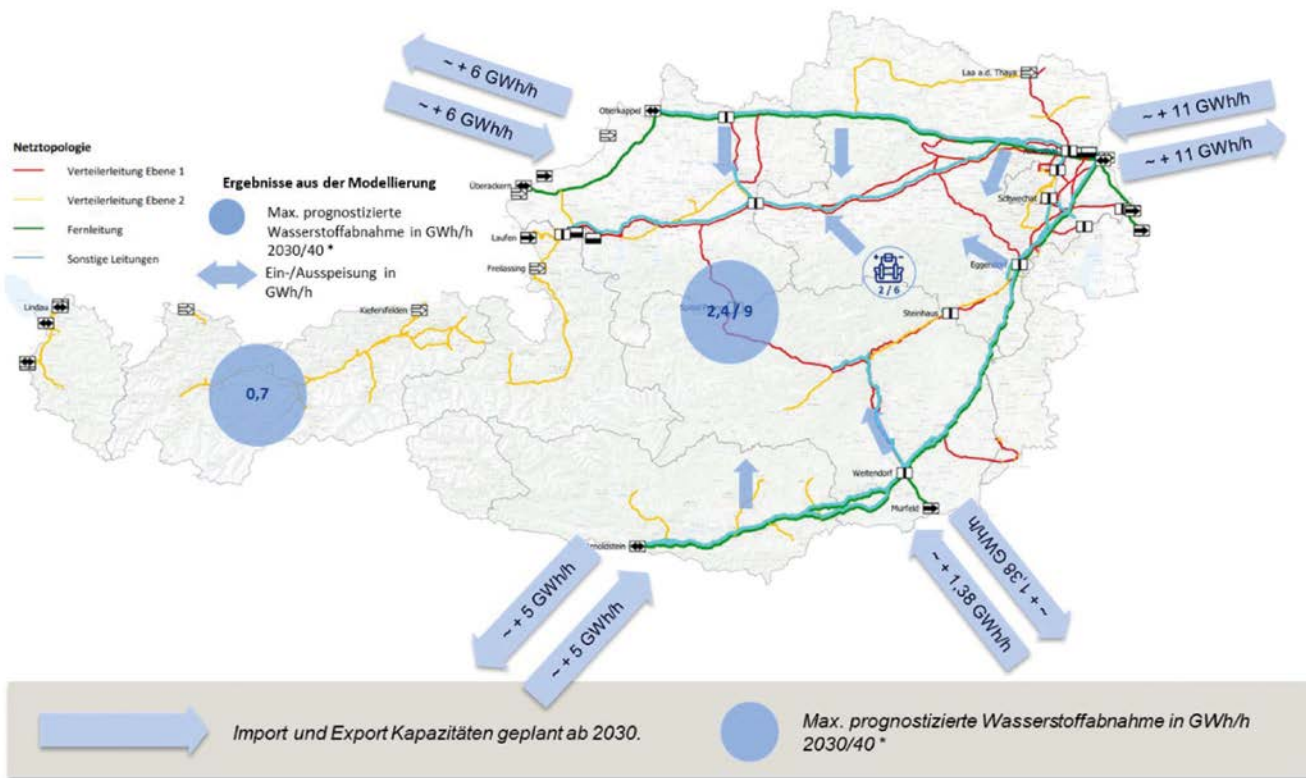 ~ + 6 GWh/h
~ + 6 GWh/h
~ + 11 GWh/h
~ + 11 GWh/h
Netztopologie
Verteilerleitung Ebene 1
Verteilerleitung Ebene 2
Fernleitung
Sonstige Leitungen
Ergebnisse aus der Modellierung
Max. prognostizierte
Wasserstoffabnahme in GWh/h
2030/40 *
Ein-/Ausspeisung in
GWh/h
Laa a.d. Thaya
Oberkappel
Überackern
Schwechat
Laufen
Freilassing
Eggendorf
+ -
2 / 6
Lindau
Kiefersfelden
Steinhaus
2,4 / 9
0,7
Weitendorf
Murfeld
Arnoldstein
~ + 5 GWh/h
~ + 5 GWh/h
~ + 1,38 GWh/h
~ + 1,38 GWh/h
Import und Export Kapazitäten geplant ab 2030.
Max. prognostizierte Wasserstoffabnahme in GWh/h
2030/40 *